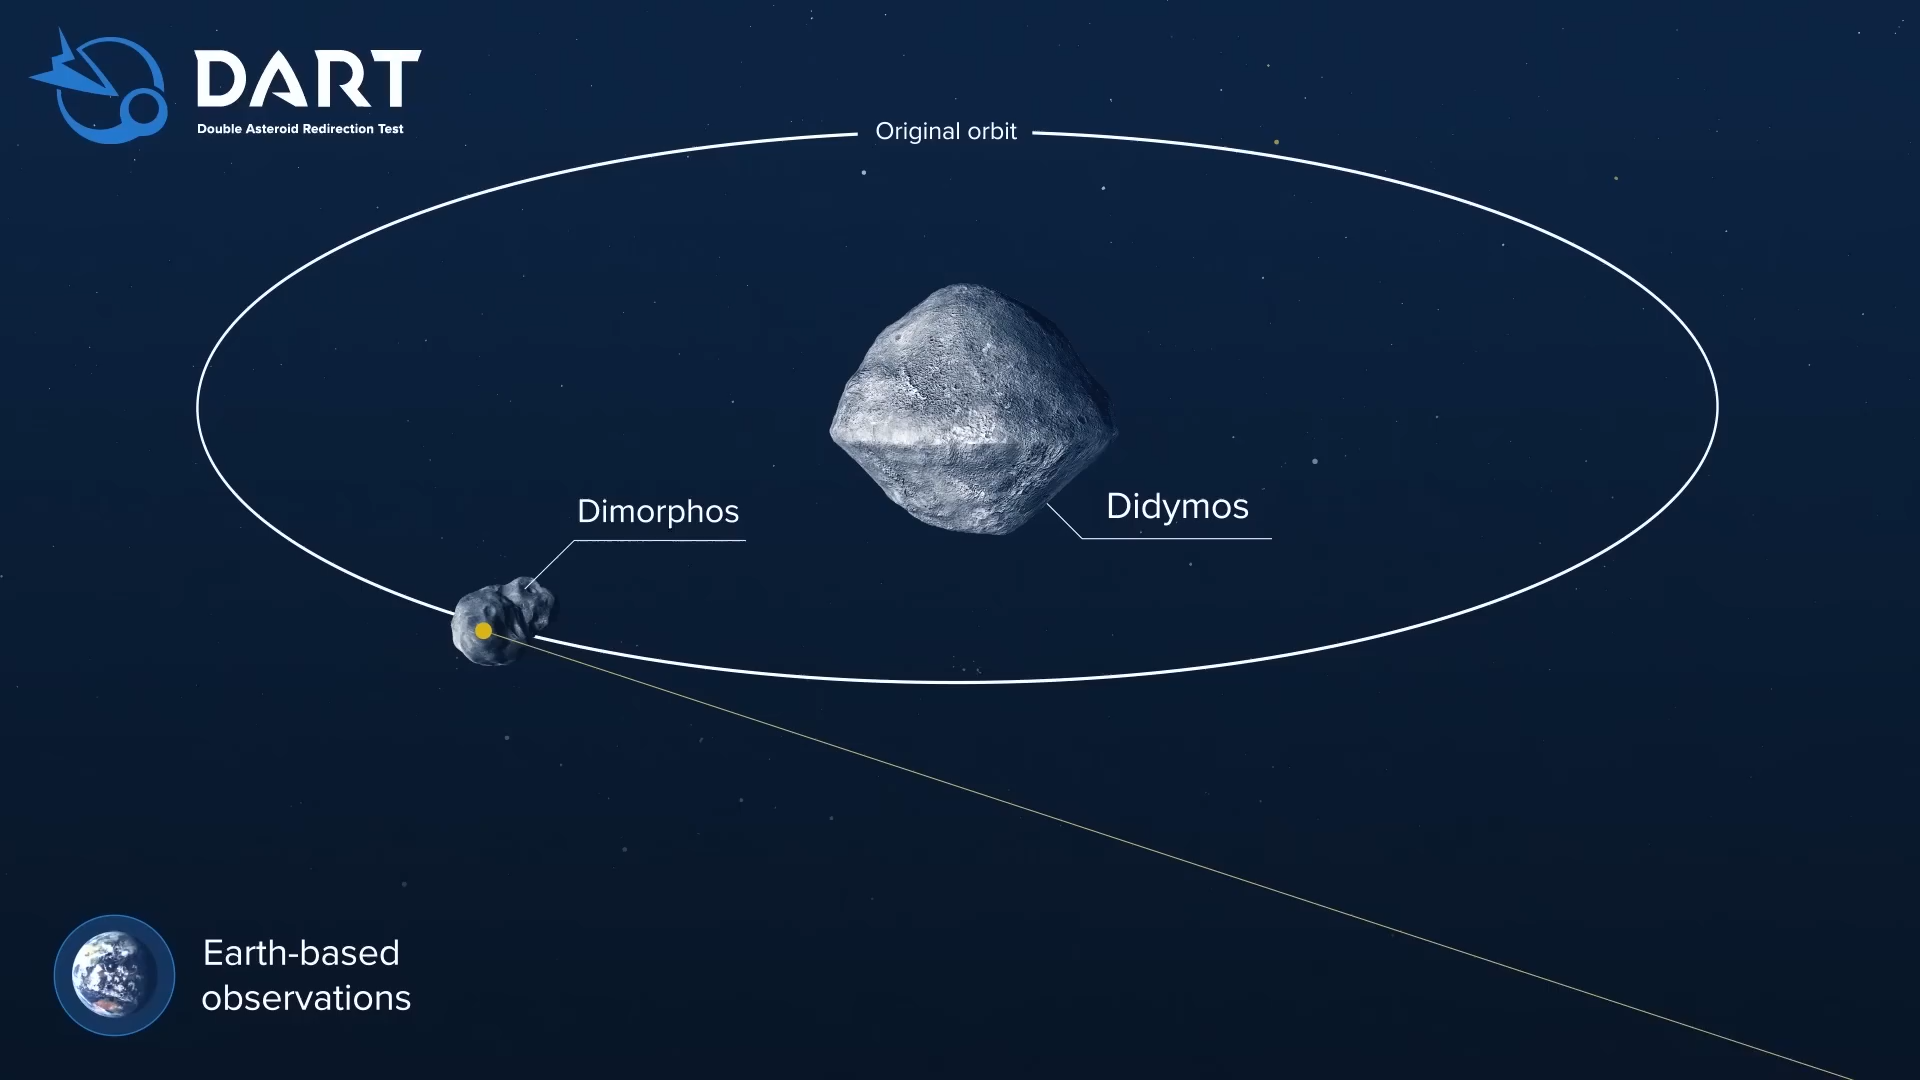 DART
Double Asteroid Redirection Test
Original orbit
Dimorphos
Didymos
Earth-based
observations